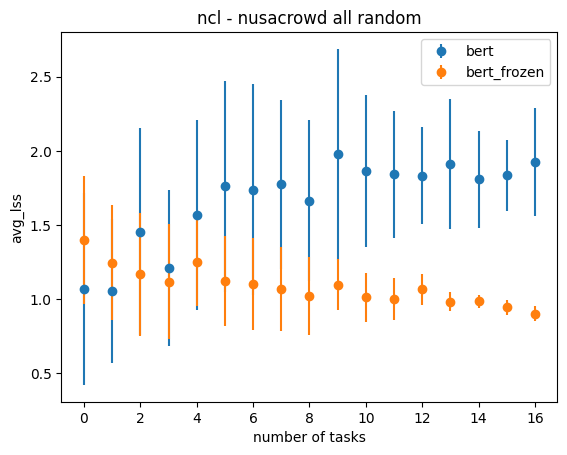 ncl - nusacrowd all random
bert
bert_frozen
avg_lss
2.5
2.0
1.5
1.0
0.5
0 2 4 6 8 10 12 14 16
number of tasks